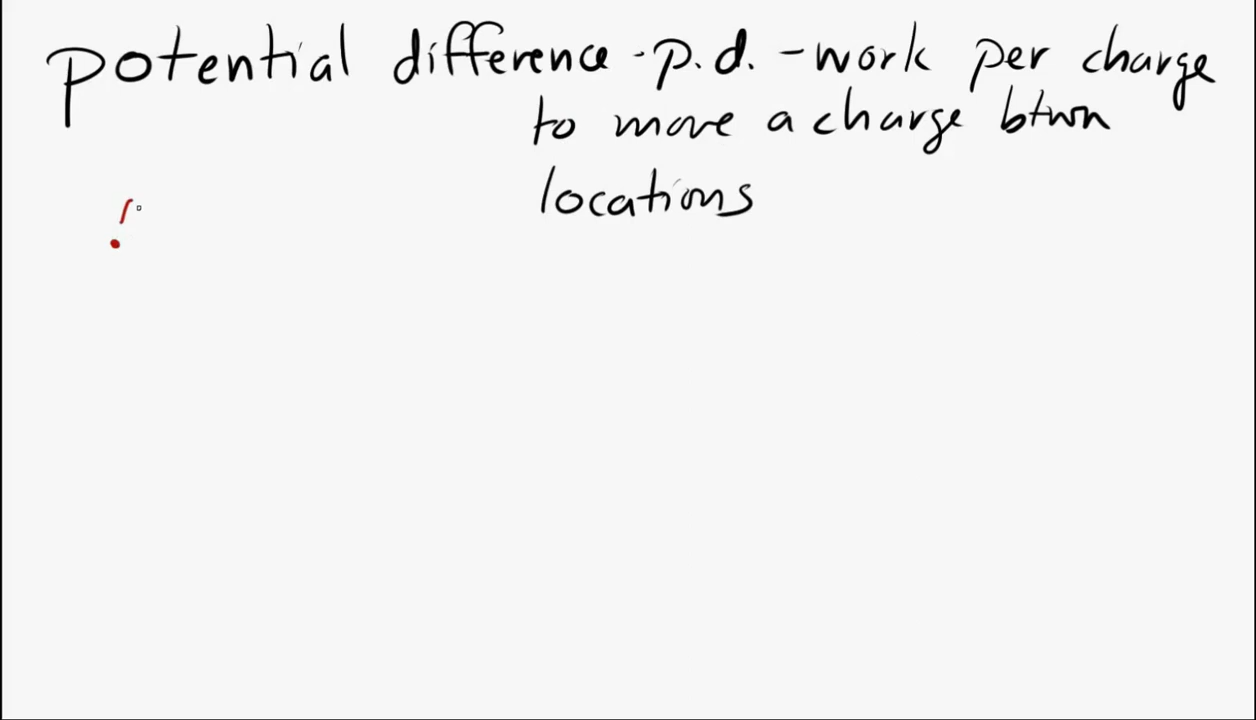 potential difference - p.d. - work per charge
to move a charge btwn
locations